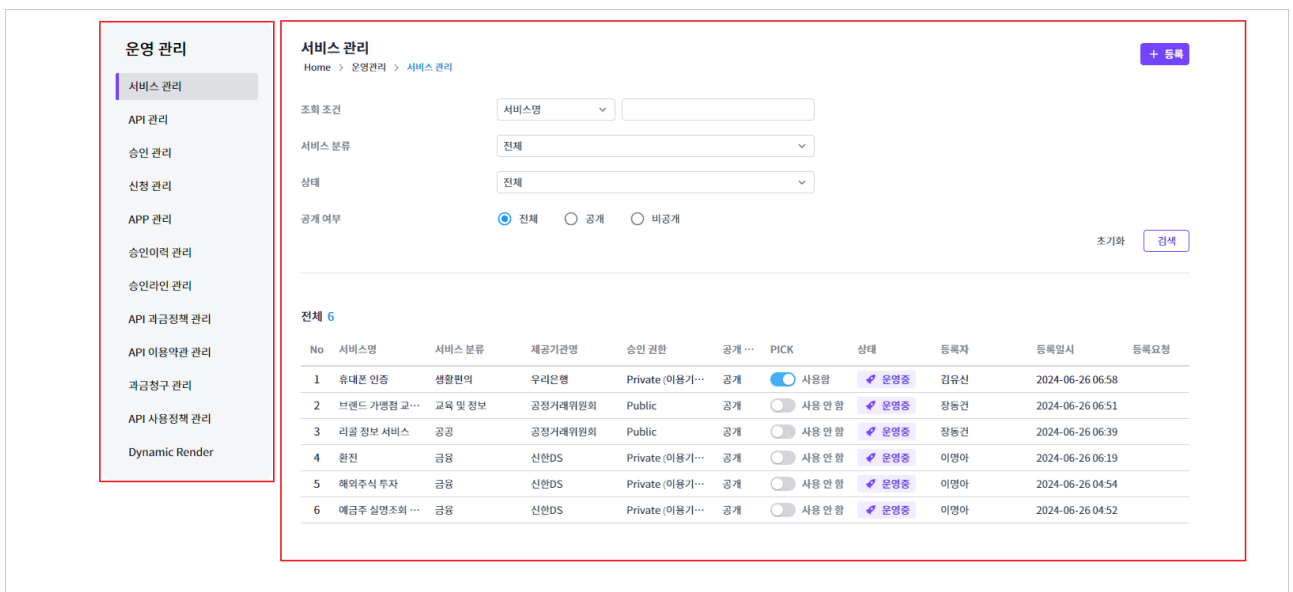 운영 관리
서비스 관리
API 관리
승인 관리
신청 관리
APP 관리
승인이력 관리
승인라인 관리
API 과금정책 관리
API 이용약관 관리
과금청구 관리
API 사용정책 관리
Dynamic Render
서비스 관리
+ 등록
Home > 운영관리 > 서비스 관리
조회 조건 서비스명
서비스 분류 전체
상태 전체
공개 여부 전체 공개 비공개
초기화 검색
전체 6
No 서비스명 서비스 분류 제공기관명 승인 권한 공개 ··· PICK 상태 등록자 등록일시 등록요청
1 휴대폰 인증 생활편의 우리은행 Private (이용기··· 공개 사용함 운영중 김유신 2024-06-26 06:58
2 브랜드 가맹점 교··· 교육 및 정보 공정거래위원회 Public 공개 사용 안 함 운영중 장동건 2024-06-26 06:51
3 리콜 정보 서비스 공공 공정거래위원회 Public 공개 사용 안 함 운영중 장동건 2024-06-26 06:39
4 환전 금융 신한DS Private (이용기··· 공개 사용 안 함 운영중 이명아 2024-06-26 06:19
5 해외주식 투자 금융 신한DS Private (이용기··· 공개 사용 안 함 운영중 이명아 2024-06-26 04:54
6 예금주 실명조회 ··· 금융 신한DS Private (이용기··· 공개 사용 안 함 운영중 이명아 2024-06-26 04:52